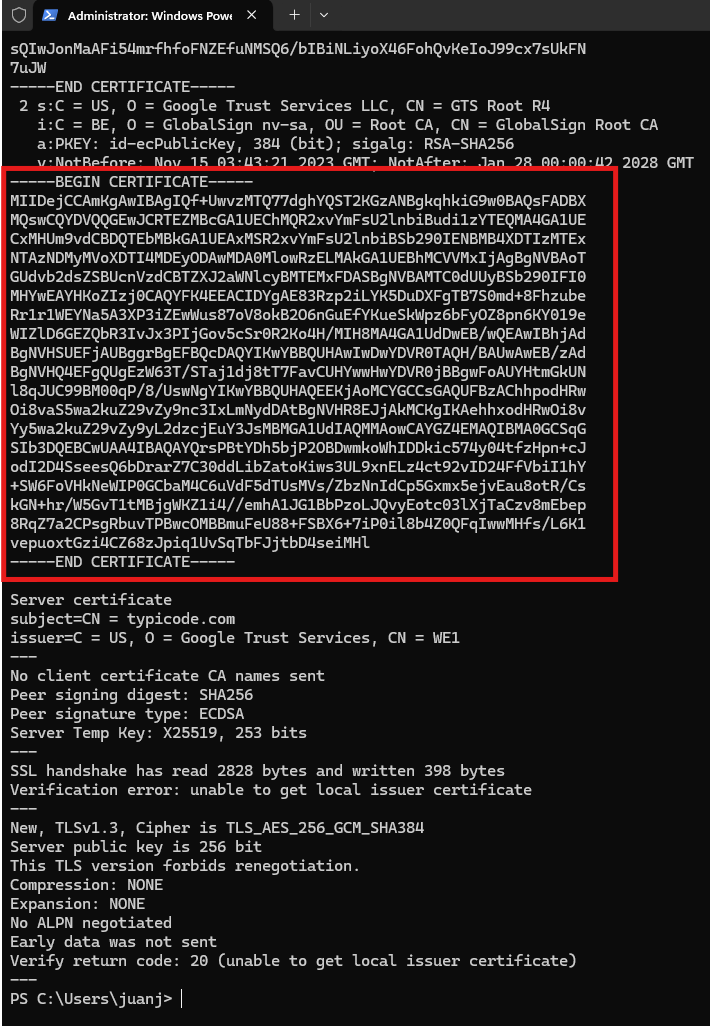 Administrator: Windows Powe
sQIwJonMaAFi54mrfhfoFNZEfuNMSQ6/bIBiNLiyoX46FohQvKeIoJ99cx7sUkFN
7uJW
-----END CERTIFICATE-----
2 s:C = US, O = Google Trust Services LLC, CN = GTS Root R4
i:C = BE, O = GlobalSign nv-sa, OU = Root CA, CN = GlobalSign Root CA
a:PKEY: id-ecPublicKey, 384 (bit); sigalg: RSA-SHA256
v:NotBefore: Nov 15 03:43:21 2023 GMT; NotAfter: Jan 28 00:00:42 2028 GMT
-----BEGIN CERTIFICATE-----
MIIDejCCAmKgAwIBAgIQf+UwvzMTQ77dghYQST2KGzANBgkqhkiG9w0BAQsFADBX
MQswCQYDVQQGEwJCRTEZMBcGA1UEChMQR2xvYmFsU2lnbiBudi1zYTEQMA4GA1UE
CxMHUm9vdCBDQTEbMBkGA1UEAxMSR2xvYmFsU2lnbiBSb290IENBMB4XDTIzMTEx
NTAzNDMyMVoXDTI4MDEyODAwMDA0MlowRzELMAkGA1UEBhMCVVMxIjAgBgNVBAoT
GUdvb2dsZSBUcnVzdCBTZXJ2aWNlcyBMTEMxFDASBgNVBAMTC0dUUyBSb290IFI0
MHYwEAYHKoZIzj0CAQYFK4EEACIDYgAE83Rzp2iLYK5DuDXFgTB7S0md+8Fhzube
Rr1r1WEYNa5A3XP3iZEwWus87oV8okB2O6nGuEfYKueSkWpz6bFyOZ8pn6KY019e
WIZlD6GEZQbR3IvJx3PIjGov5cSr0R2Ko4H/MIH8MA4GA1UdDwEB/wQEAwIBhjAd
BgNVHSUEFjAUBggrBgEFBQcDAQYIKwYBBQUHAwIwDwYDVR0TAQH/BAUwAwEB/zAd
BgNVHQ4EFgQUgEzW63T/STaj1dj8tT7FavCUHYwwHwYDVR0jBBgwFoAUYHtmGkUN
l8qJUC99BM00qP/8/UswNgYIKwYBBQUHAQEEKjAoMCYGCCsGAQUFBzAChhpodHRw
Oi8vaS5wa2kuZ29vZy9nc3IxLmNydDAtBgNVHR8EJjAkMCKgIKAehhxodHRwOi8v
Yy5wa2kuZ29vZy9yL2dzcjEuY3JsMBMGA1UdIAQMMAowCAYGZ4EMAQIBMA0GCSqG
SIb3DQEBCwUAA4IBAQAYQrsPBtYDh5bjP2OBDwmkoWhIDDkic574y04tfzHpn+cJ
odI2D4SseesQ6bDrarZ7C30ddLibZatoKiws3UL9xnELz4ct92vID24FfVbiI1hY
+SW6FoVHkNeWIP0GCbaM4C6uVdF5dTUsMVs/ZbzNnIdCp5Gxmx5ejvEau8otR/Cs
kGN+hr/W5GvT1tMBjgWKZ1i4//emhA1JG1BbPzoLJQvyEotc03lXjTaCzv8mEbep
8RqZ7a2CPsgRbuvTPBwcOMBBmuFeU88+FSBX6+7iP0il8b4Z0QFqIwwMHfs/L6K1
vepuoxtGzi4CZ68zJpiq1UvSqTbFJjtbD4seiMHl
-----END CERTIFICATE-----
Server certificate
subject=CN = typicode.com
issuer=C = US, O = Google Trust Services, CN = WE1
---
No client certificate CA names sent
Peer signing digest: SHA256
Peer signature type: ECDSA
Server Temp Key: X25519, 253 bits
---
SSL handshake has read 2828 bytes and written 398 bytes
Verification error: unable to get local issuer certificate
---
New, TLSv1.3, Cipher is TLS_AES_256_GCM_SHA384
Server public key is 256 bit
This TLS version forbids renegotiation.
Compression: NONE
Expansion: NONE
No ALPN negotiated
Early data was not sent
Verify return code: 20 (unable to get local issuer certificate)
---
PS C:\Users\juanj>